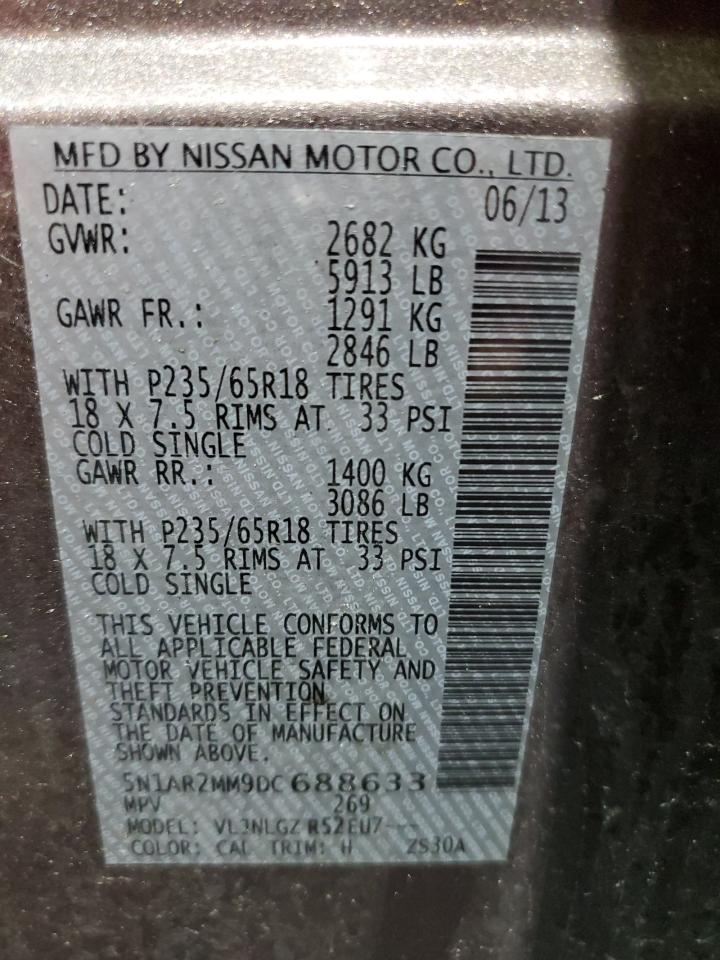 MFD BY NISSAN MOTOR CO., LTD.
DATE: 06/13
GVWR: 2682 KG
5913 LB
GAWR FR.: 1291 KG
2846 LB
WITH P235/65R18 TIRES
18 X 7.5 RIMS AT 33 PSI
COLD SINGLE
GAWR RR.: 1400 KG
3086 LB
WITH P235/65R18 TIRES
18 X 7.5 RIMS AT 33 PSI
COLD SINGLE
THIS VEHICLE CONFORMS TO
ALL APPLICABLE FEDERAL
MOTOR VEHICLE SAFETY AND
THEFT PREVENTION
STANDARDS IN EFFECT ON
THE DATE OF MANUFACTURE
SHOWN ABOVE.
5N1AR2MM9DC688633
MPV 269
MODEL: R52EU7---
COLOR: CAL TRIM: H ZS30A